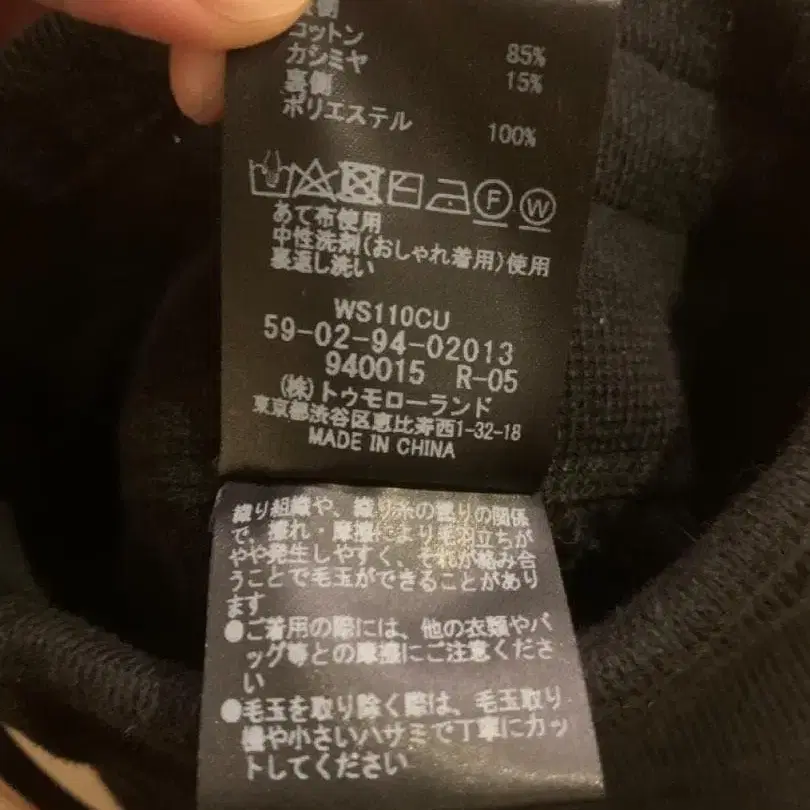 表側
コットン 85%
カシミヤ 15%
裏側
ポリエステル 100%
F W
あて布使用
中性洗剤(おしゃれ着用)使用
裏返し洗い
WS110CU
59-02-94-02013
940015 R-05
(株)トゥモローランド
東京都渋谷区恵比寿西1-32-18
MADE IN CHINA
織り組織や、織り糸の撚りの関係
で、擦れ・摩擦により毛羽立ちが
やや発生しやすく、それが絡み合
うことで毛玉ができることがあり
ます
●ご着用の際には、他の衣類やバ
ッグ等との摩擦にご注意くださ
い
●毛玉を取り除く際は、毛玉取り
機や小さいハサミで丁寧にカッ
トしてください